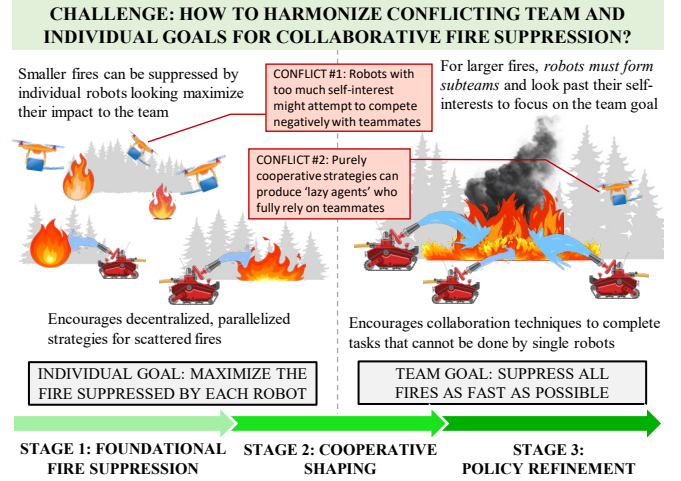 CHALLENGE: HOW TO HARMONIZE CONFLICTING TEAM AND
INDIVIDUAL GOALS FOR COLLABORATIVE FIRE SUPPRESSION?
Smaller fires can be suppressed by
individual robots looking maximize
their impact to the team
CONFLICT #1: Robots with
too much self-interest
might attempt to compete
negatively with teammates
For larger fires, robots must form
subteams and look past their self-
interests to focus on the team goal
CONFLICT #2: Purely
cooperative strategies can
produce ‘lazy agents’ who
fully rely on teammates
Encourages decentralized, parallelized
strategies for scattered fires
Encourages collaboration techniques to complete
tasks that cannot be done by single robots
INDIVIDUAL GOAL: MAXIMIZE THE
FIRE SUPPRESSED BY EACH ROBOT
TEAM GOAL: SUPPRESS ALL
FIRES AS FAST AS POSSIBLE
STAGE 1: FOUNDATIONAL
FIRE SUPPRESSION
STAGE 2: COOPERATIVE
SHAPING
STAGE 3:
POLICY REFINEMENT